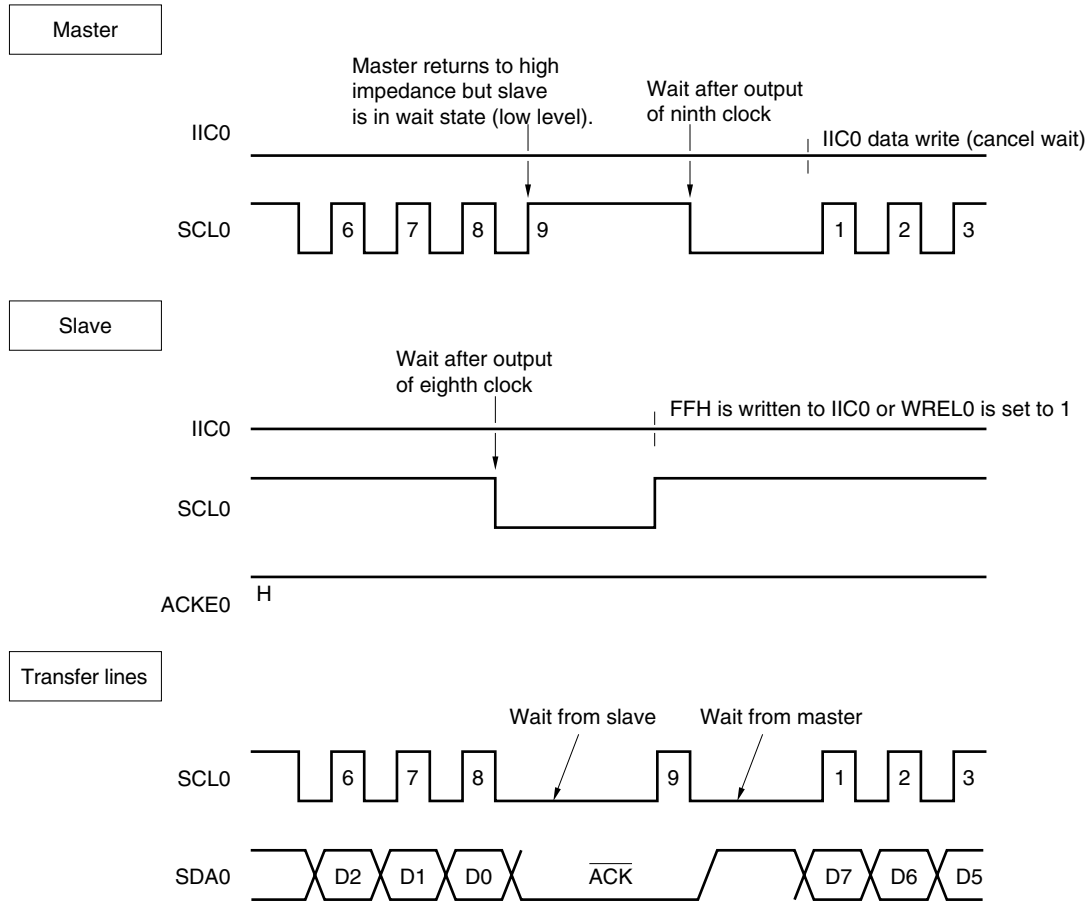 Master
Master returns to high
impedance but slave
is in wait state (low level).
Wait after output
of ninth clock
IIC0
IIC0 data write (cancel wait)
SCL0
6 7 8 9 1 2 3
Slave
Wait after output
of eighth clock
FFH is written to IIC0 or WREL0 is set to 1
IIC0
SCL0
H
ACKE0
Transfer lines
Wait from slave
Wait from master
SCL0
6 7 8 9 1 2 3
SDA0
D2 D1 D0 ACK D7 D6 D5